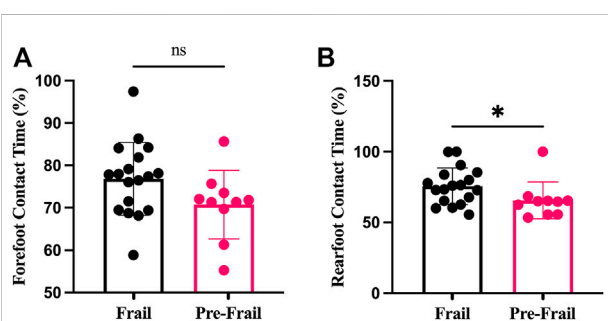 A
ns
Forefoot Contact Time (%)
100
90
80
70
60
50
Frail
Pre-Frail
B
*
Rearfoot Contact Time (%)
150
100
50
0
Frail
Pre-Frail